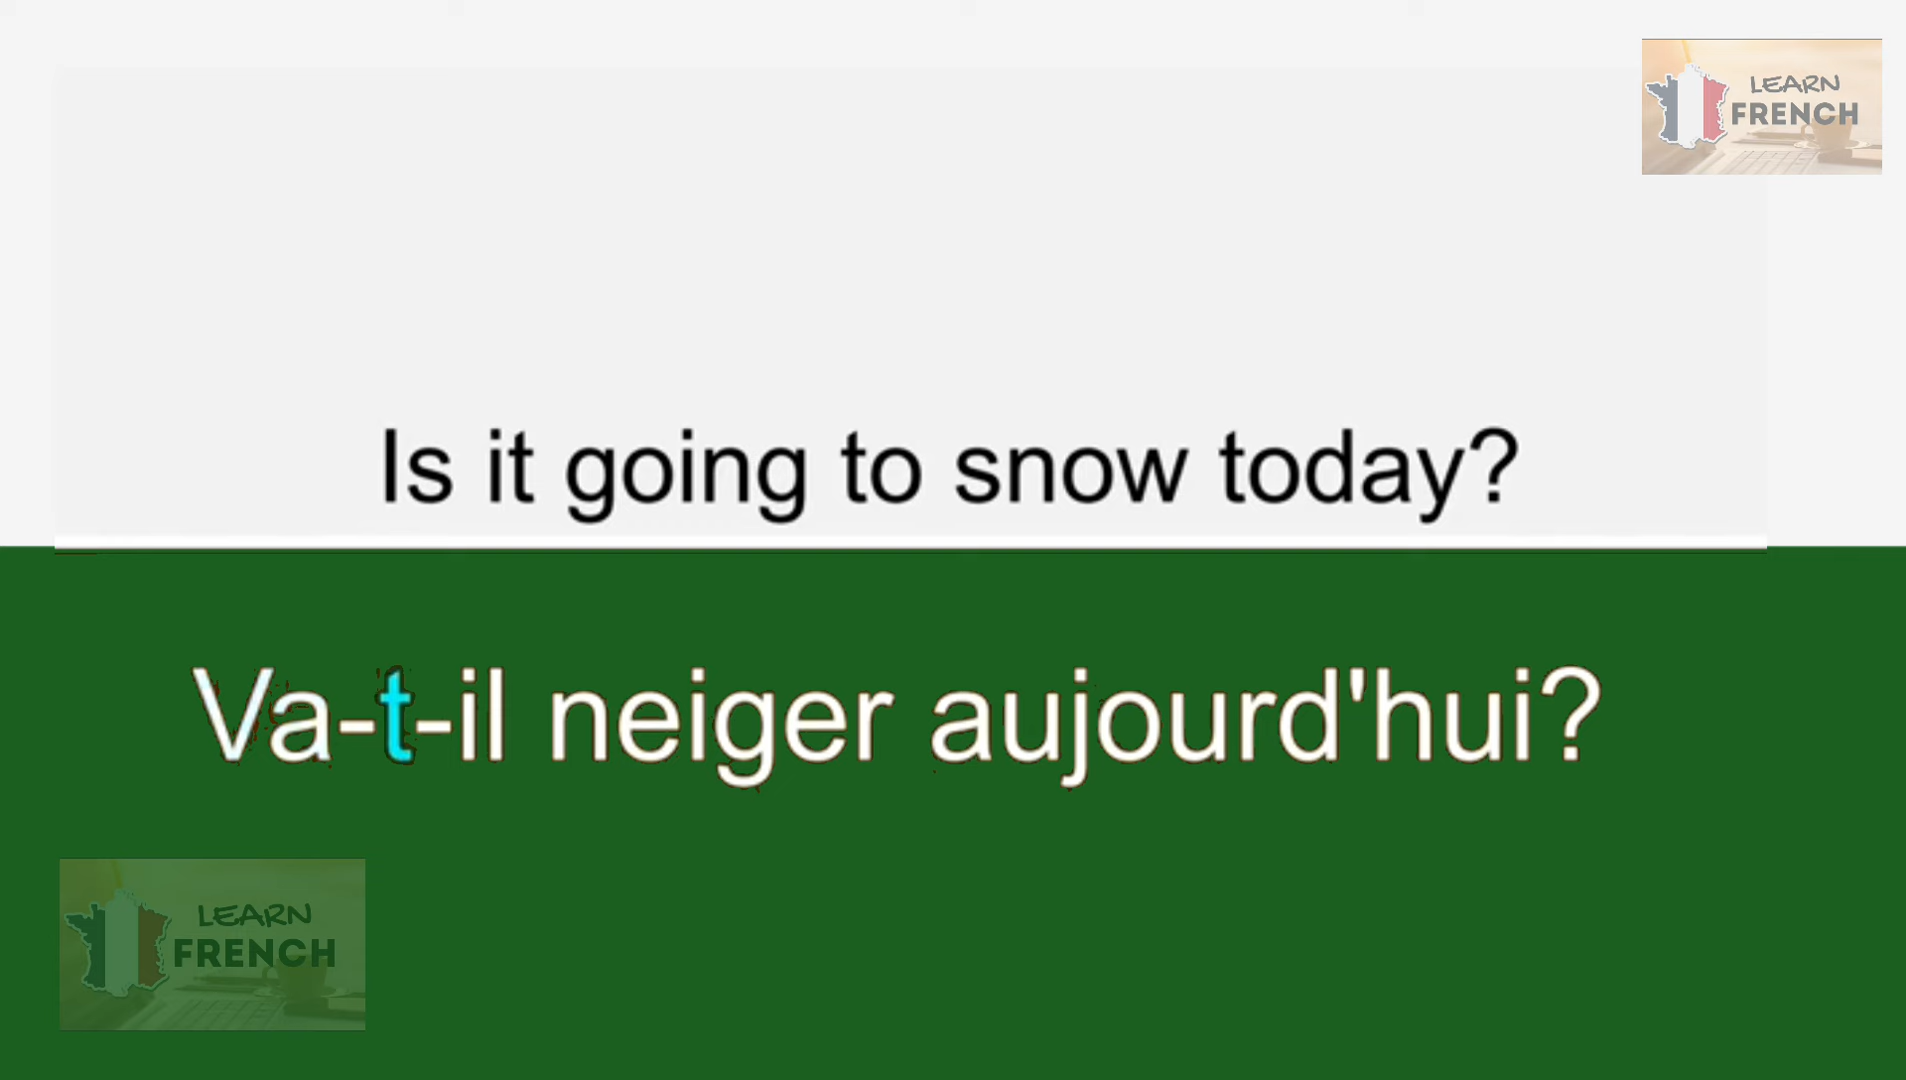 LEARN
FRENCH
Is it going to snow today?
Va-t-il neiger aujourd'hui?
LEARN
FRENCH